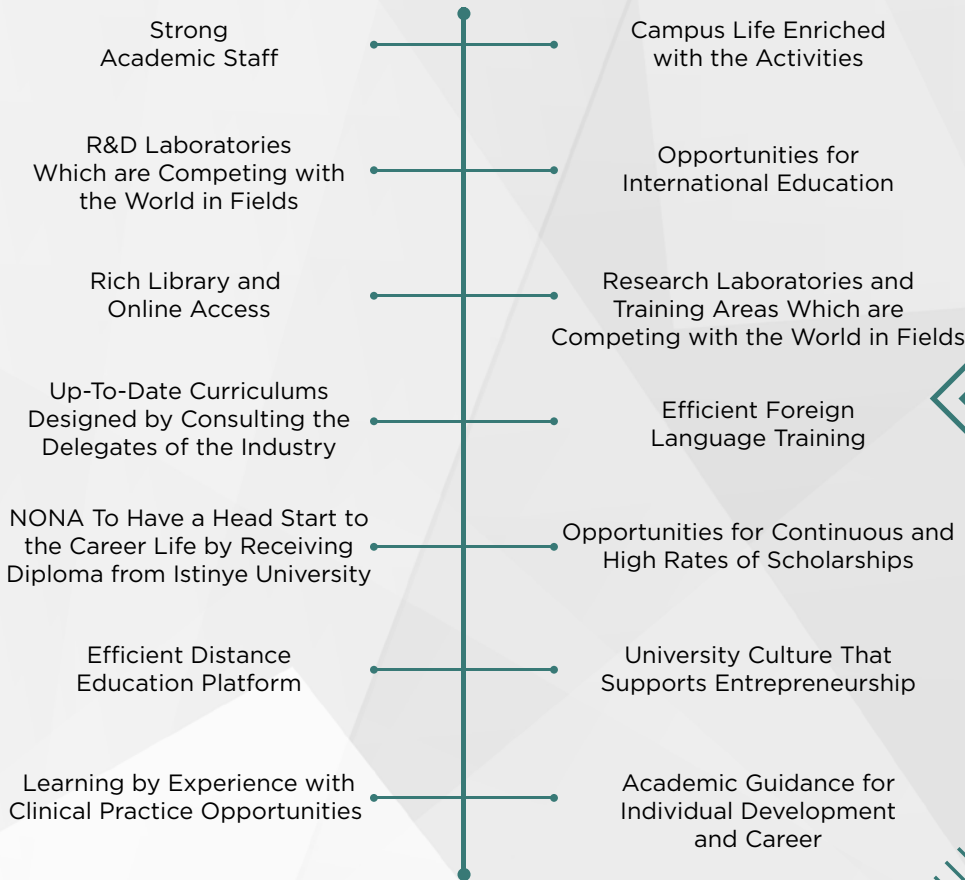 Strong
Academic Staff
Campus Life Enriched
with the Activities
R&D Laboratories
Which are Competing with
the World in Fields
Opportunities for
International Education
Rich Library and
Online Access
Research Laboratories and
Training Areas Which are
Competing with the World in Fields
Up-To-Date Curriculums
Designed by Consulting the
Delegates of the Industry
Efficient Foreign
Language Training
NONA To Have a Head Start to
the Career Life by Receiving
Diploma from Istinye University
Opportunities for Continuous and
High Rates of Scholarships
Efficient Distance
Education Platform
University Culture That
Supports Entrepreneurship
Learning by Experience with
Clinical Practice Opportunities
Academic Guidance for
Individual Development
and Career